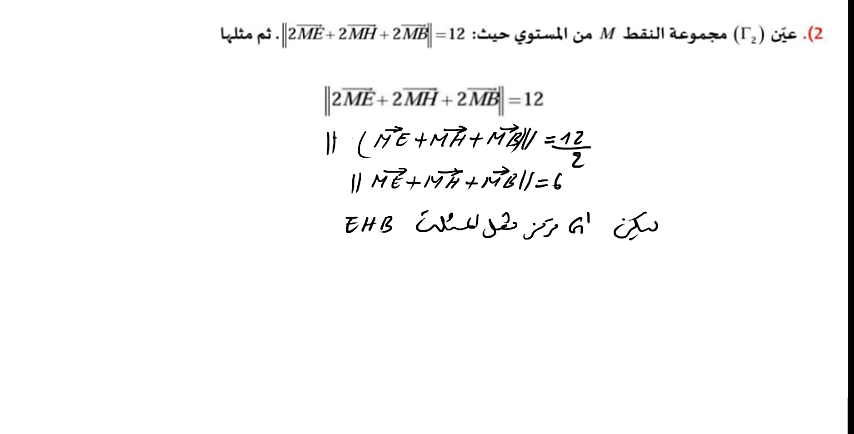 2). عيّن (Γ₂) مجموعة النقط M من المستوي حيث: ‖2ME⃗ + 2MH⃗ + 2MB⃗‖ = 12. ثم مثلها
‖2ME⃗ + 2MH⃗ + 2MB⃗‖ = 12
‖ (ME⃗ + MH⃗ + MB⃗‖ = 12/2
‖ ME⃗ + MH⃗ + MB⃗‖ = 6
ليكن G مركز ثقل للمثلث EHB